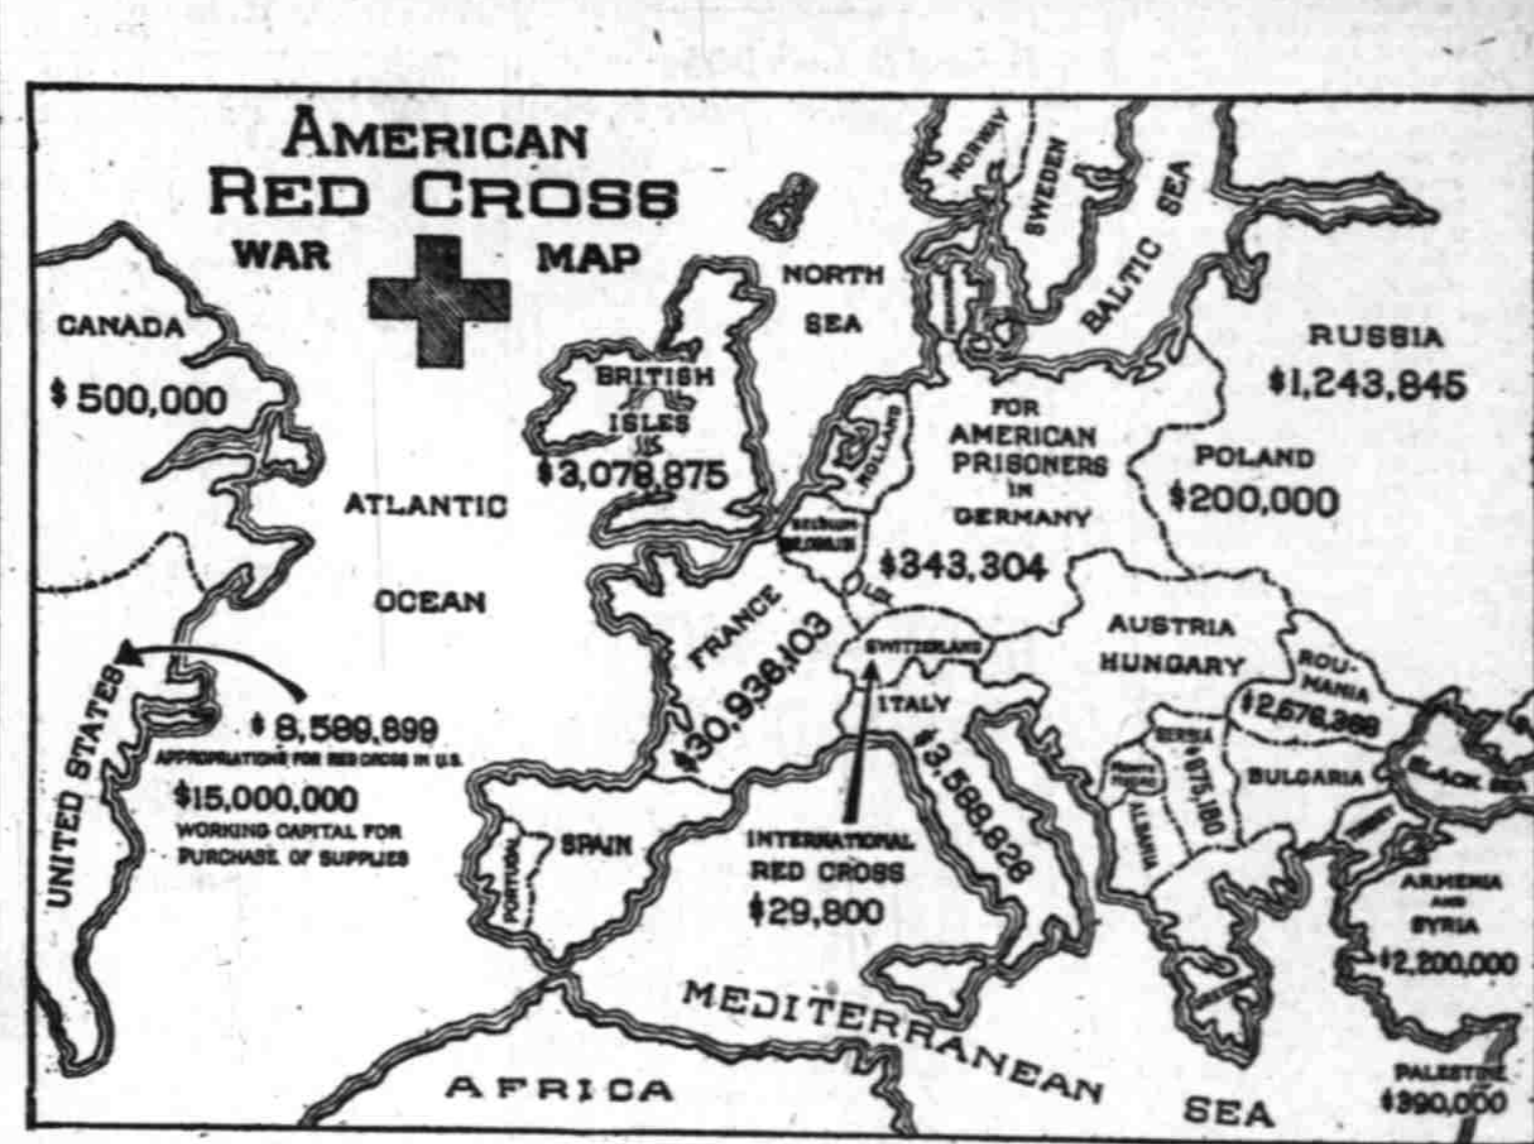 AMERICAN
RED CROSS
WAR MAP
CANADA
$500,000
ATLANTIC
OCEAN
UNITED STATES
$8,589,899
APPROPRIATIONS FOR RED CROSS IN U.S.
$15,000,000
WORKING CAPITAL FOR
PURCHASE OF SUPPLIES
NORTH
SEA
BRITISH
ISLES
$3,078,875
NORWAY
SWEDEN
BALTIC SEA
RUSSIA
$1,243,845
POLAND
$200,000
HOLLAND
FOR
AMERICAN
PRISONERS
IN
GERMANY
$343,304
BELGIUM
FRANCE
$30,936,103
SWITZERLAND
AUSTRIA
HUNGARY
ROU-
MANIA
ITALY
$3,588,826
SERBIA
$875,180
BULGARIA
BLACK SEA
ALBANIA
PORTUGAL
SPAIN
INTERNATIONAL
RED CROSS
$29,800
ARMENIA
AND
SYRIA
$2,200,000
MEDITERRANEAN
SEA
AFRICA
PALESTINE
$390,000